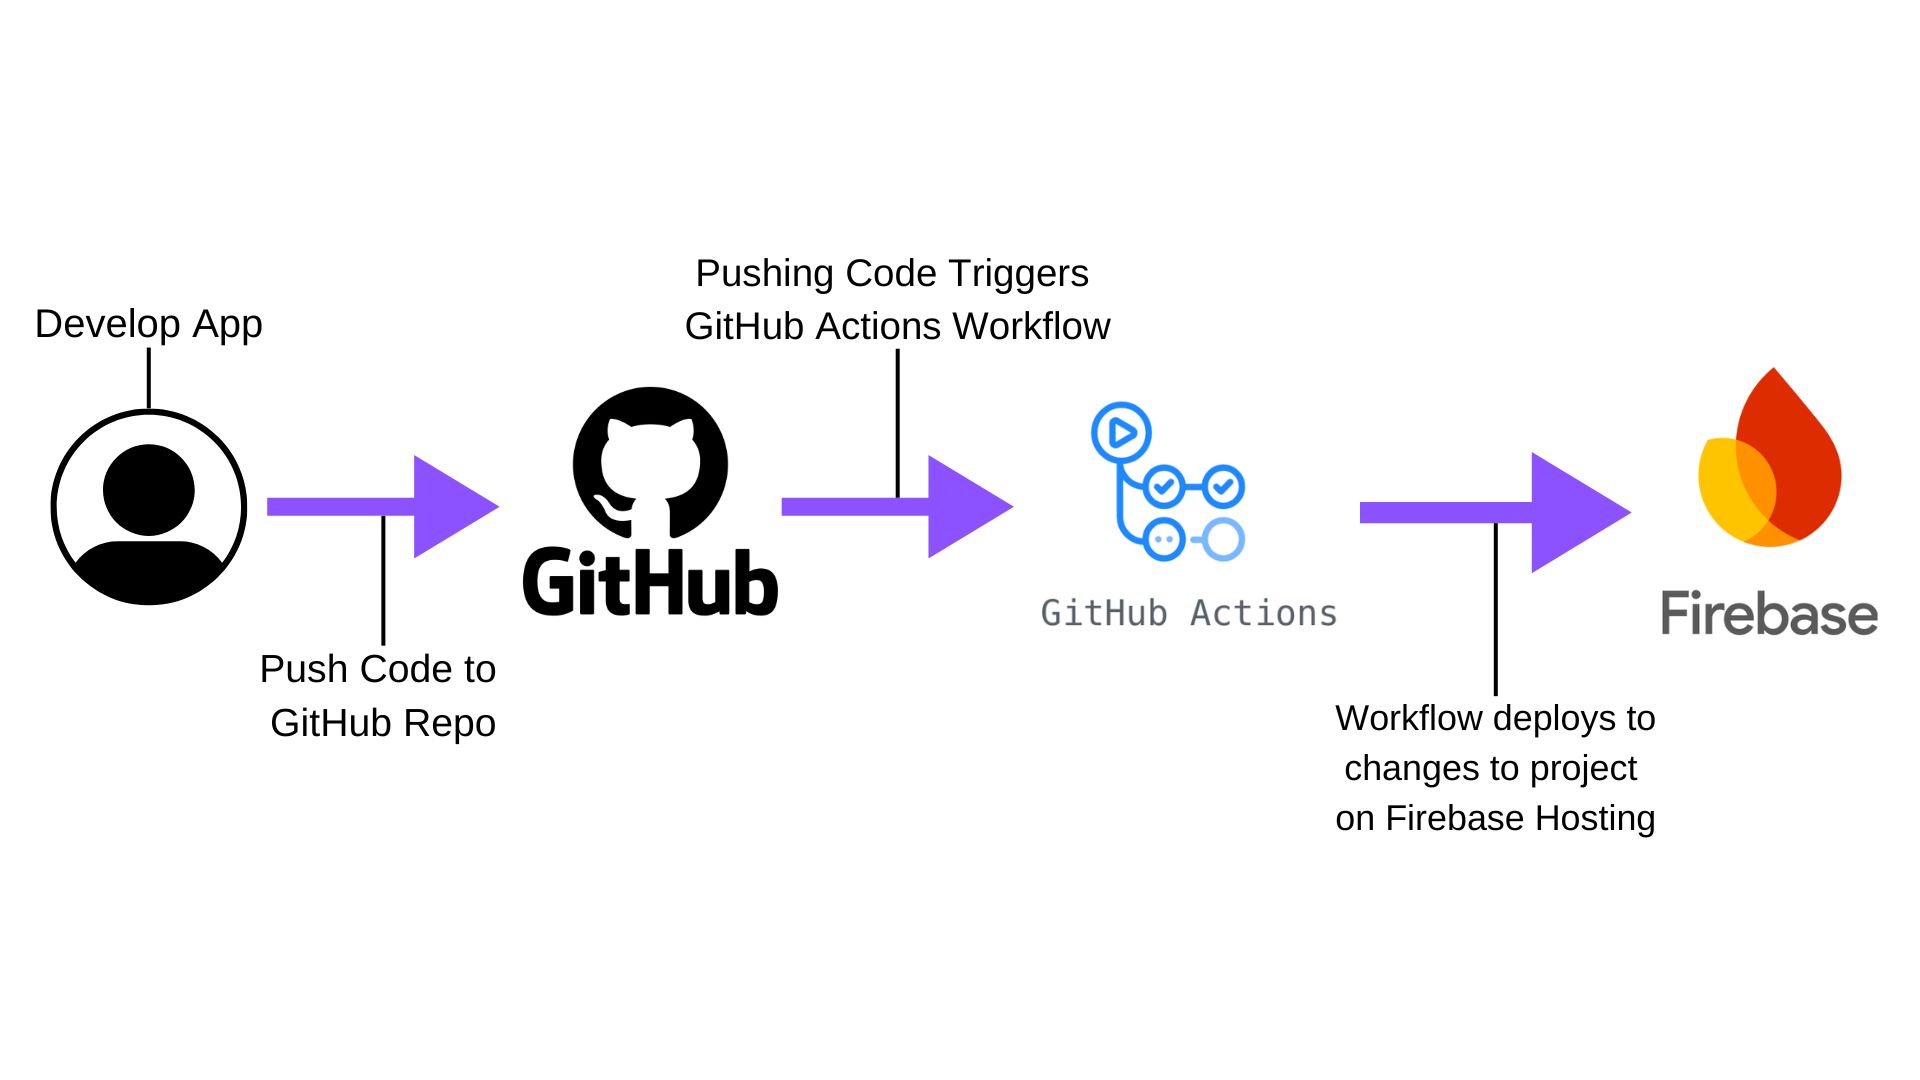 Develop App
Push Code to
GitHub Repo
GitHub
Pushing Code Triggers
GitHub Actions Workflow
GitHub Actions
Workflow deploys to
changes to project
on Firebase Hosting
Firebase